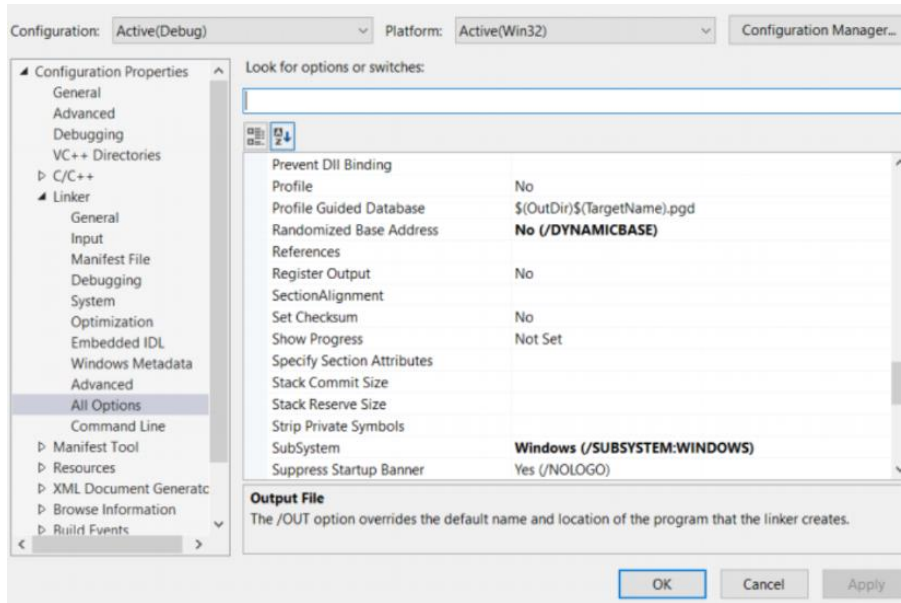 Configuration: Active(Debug) Platform: Active(Win32) Configuration Manager...
Configuration Properties
General
Advanced
Debugging
VC++ Directories
C/C++
Linker
General
Input
Manifest File
Debugging
System
Optimization
Embedded IDL
Windows Metadata
Advanced
All Options
Command Line
Manifest Tool
Resources
XML Document Generatc
Browse Information
Build Events
Look for options or switches:
Prevent Dll Binding
Profile No
Profile Guided Database $(OutDir)$(TargetName).pgd
Randomized Base Address No (/DYNAMICBASE)
References
Register Output No
SectionAlignment
Set Checksum No
Show Progress Not Set
Specify Section Attributes
Stack Commit Size
Stack Reserve Size
Strip Private Symbols
SubSystem Windows (/SUBSYSTEM:WINDOWS)
Suppress Startup Banner Yes (/NOLOGO)
Output File
The /OUT option overrides the default name and location of the program that the linker creates.
OK Cancel Apply